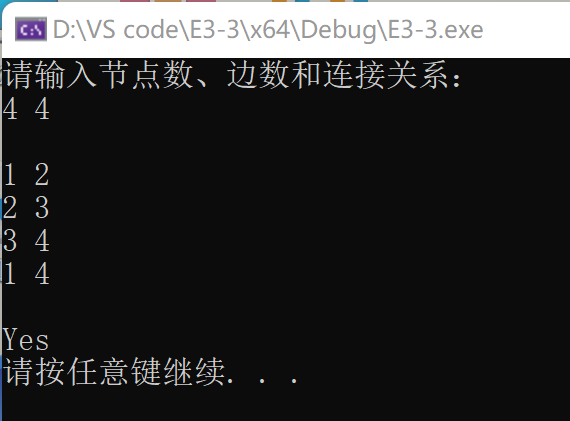 D:\VS code\E3-3\x64\Debug\E3-3.exe
请输入节点数、边数和连接关系：
4 4
1 2
2 3
3 4
1 4
Yes
请按任意键继续. . .